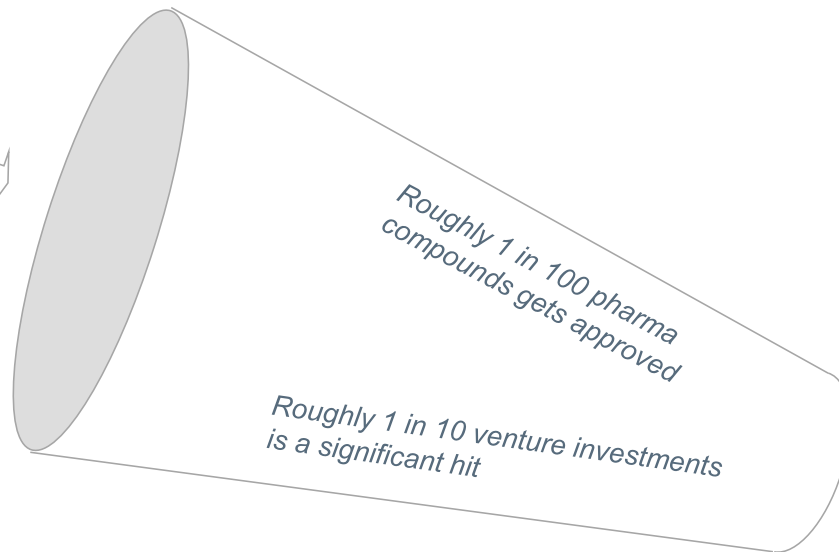 Roughly 1 in 100 pharma
compounds gets approved
Roughly 1 in 10 venture investments
is a significant hit